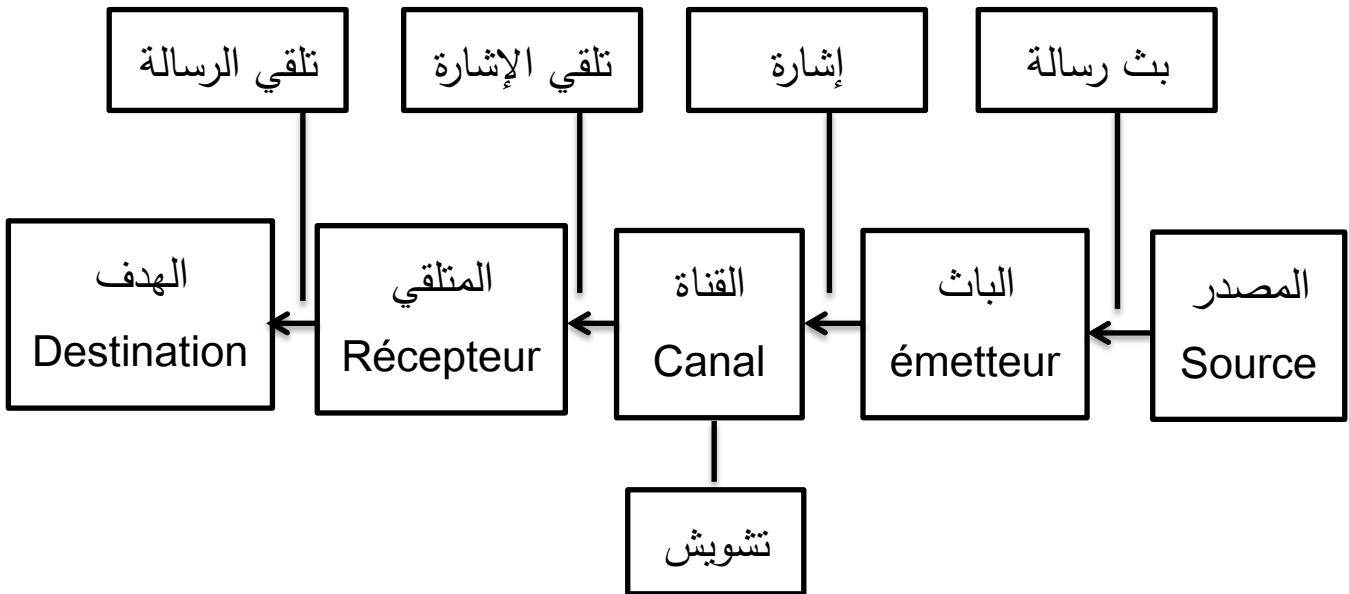 بث رسالة
إشارة
تلقي الإشارة
تلقي الرسالة
المصدر
Source
الباث
émetteur
القناة
Canal
المتلقي
Récepteur
الهدف
Destination
تشويش